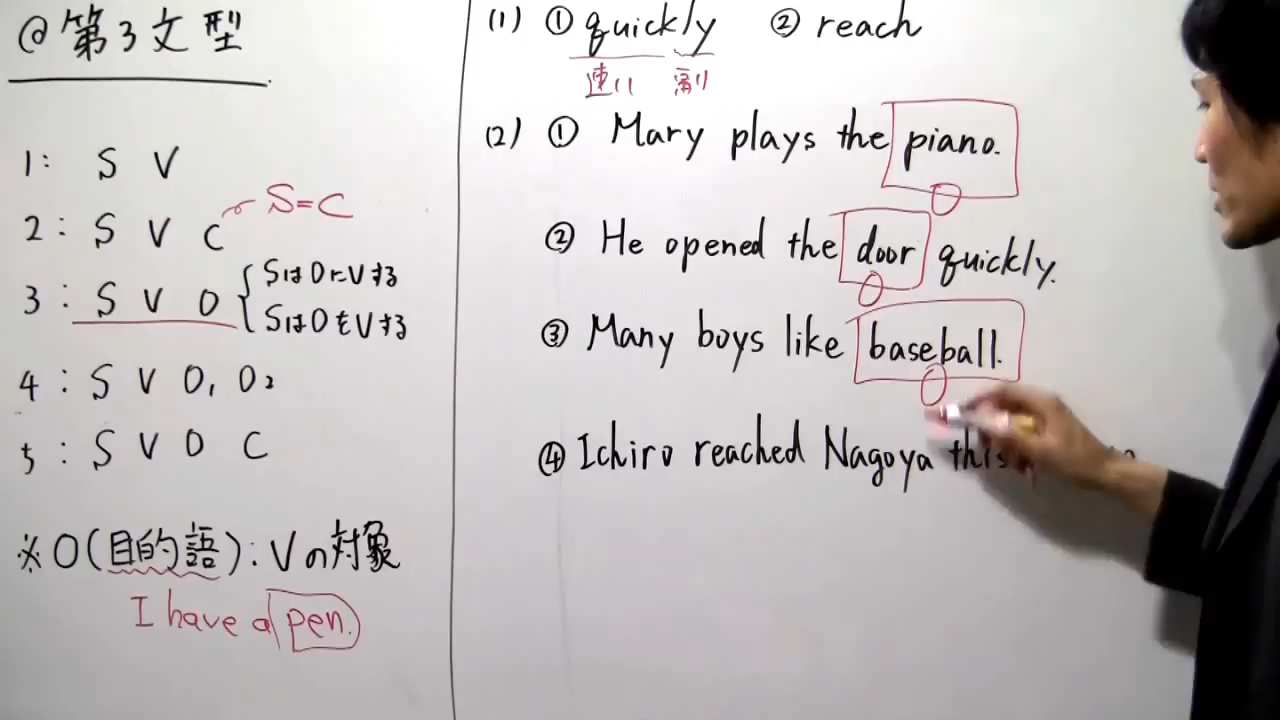 @第3文型
1: S V
2: S V C S=C
3: S V O SはOにVする
SはOをVする
4: S V O1 O2
5: S V O C
※O(目的語): Vの対象
I have a pen.
(1) ① quickly ② reach
速い 副
(2) ① Mary plays the piano.
O
② He opened the door quickly.
O
③ Many boys like baseball.
O
④ Ichiro reached Nagoya this